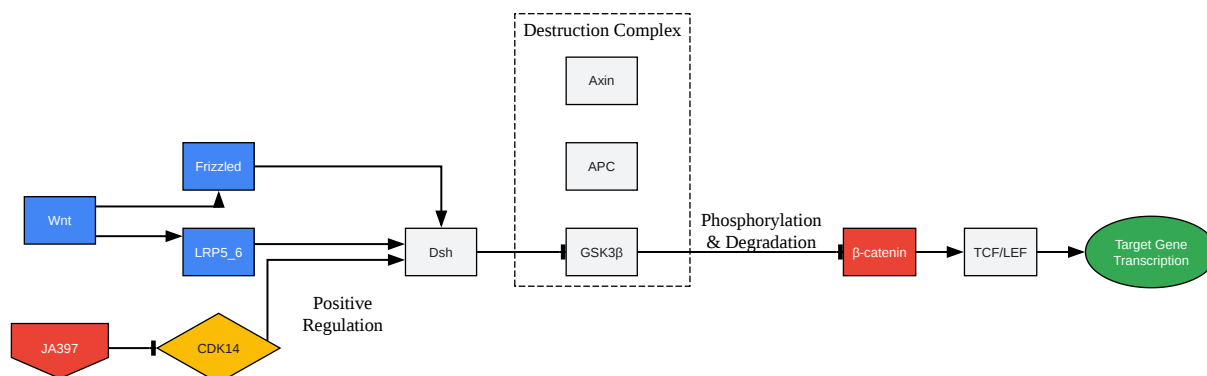 Destruction Complex
Axin
APC
Frizzled
Wnt
LRP5_6
Dsh
GSK3β
Phosphorylation
& Degradation
β-catenin
TCF/LEF
Target Gene
Transcription
Positive
Regulation
JA397
CDK14